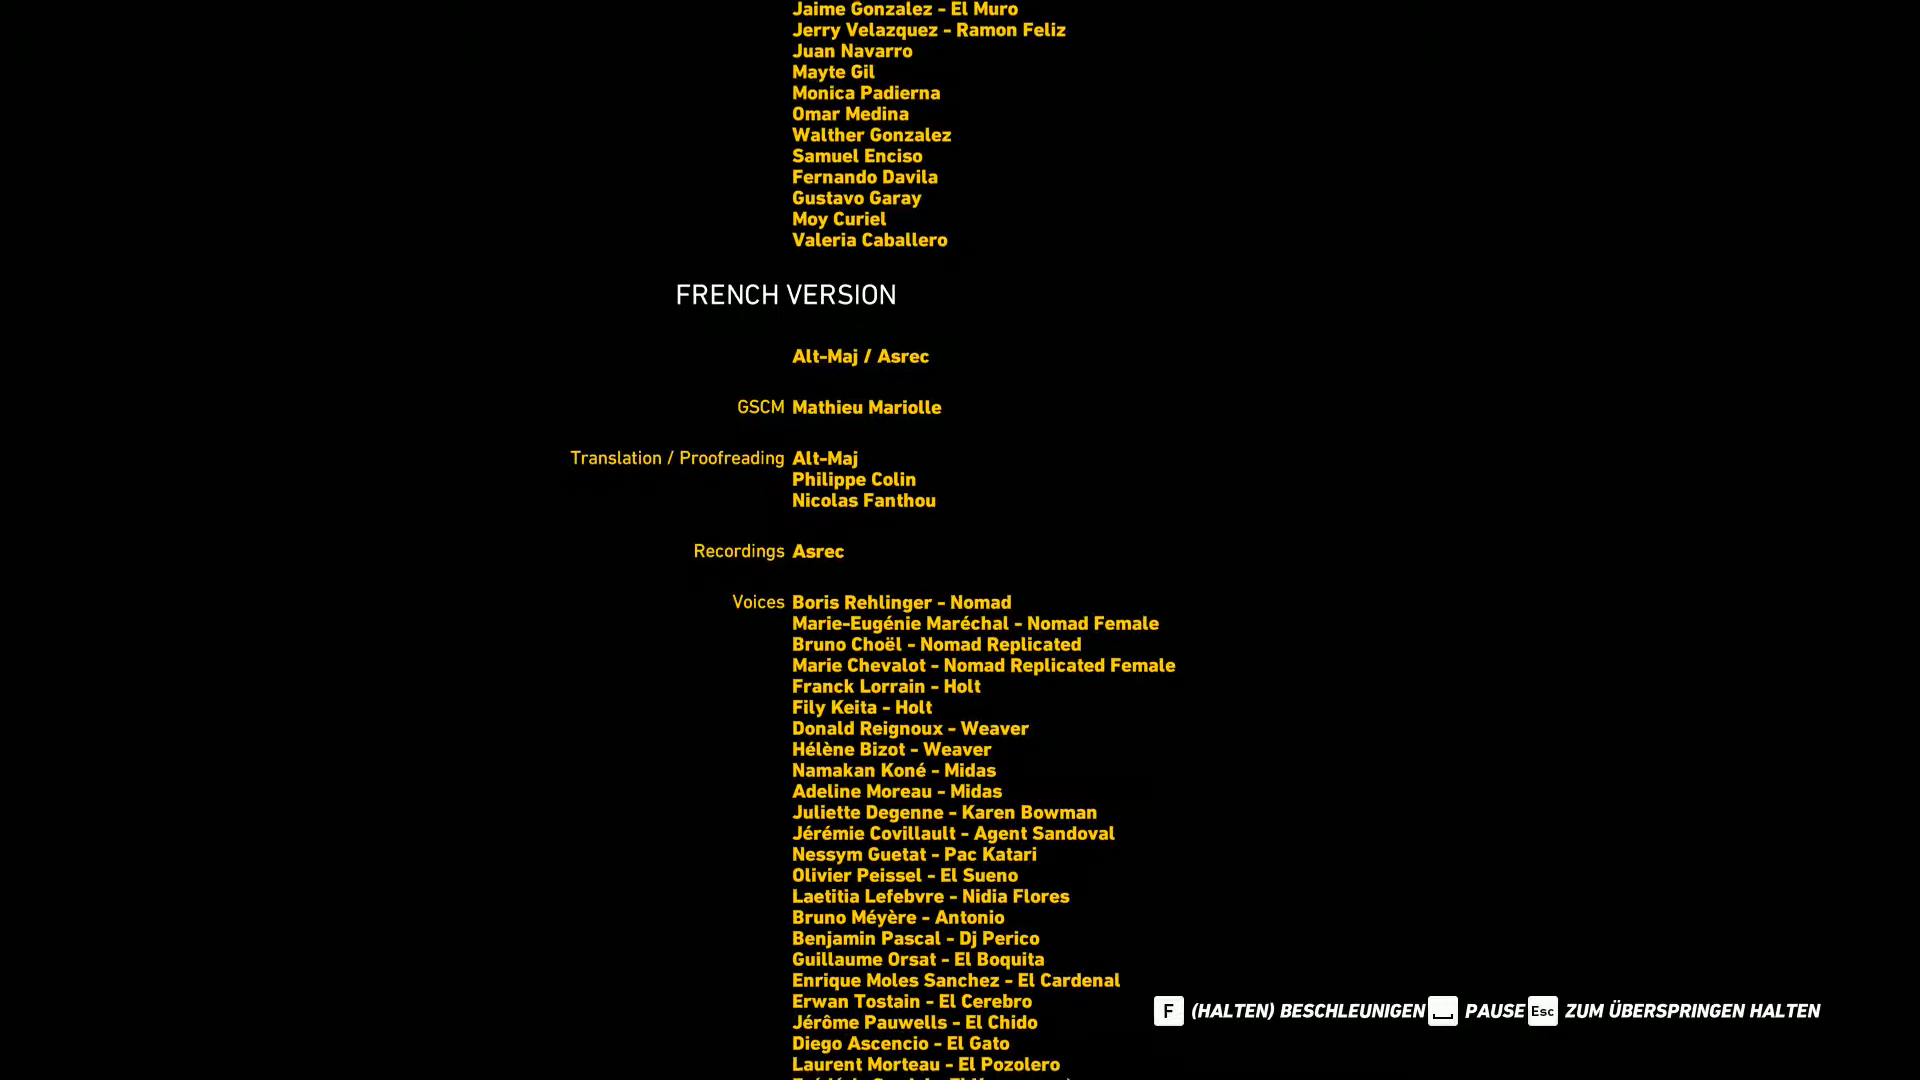 Jaime Gonzalez - El Muro
Jerry Velazquez - Ramon Feliz
Juan Navarro
Mayte Gil
Monica Padierna
Omar Medina
Walther Gonzalez
Samuel Enciso
Fernando Davila
Gustavo Garay
Moy Curiel
Valeria Caballero
FRENCH VERSION
Alt-Maj / Asrec
GSCM Mathieu Mariolle
Translation / Proofreading Alt-Maj
Philippe Colin
Nicolas Fanthou
Recordings Asrec
Voices Boris Rehlinger - Nomad
Marie-Eugénie Maréchal - Nomad Female
Bruno Choël - Nomad Replicated
Marie Chevalot - Nomad Replicated Female
Franck Lorrain - Holt
Fily Keita - Holt
Donald Reignoux - Weaver
Hélène Bizot - Weaver
Namakan Koné - Midas
Adeline Moreau - Midas
Juliette Degenne - Karen Bowman
Jérémie Covillault - Agent Sandoval
Nessym Guetat - Pac Katari
Olivier Peissel - El Sueno
Laetitia Lefebvre - Nidia Flores
Bruno Méyère - Antonio
Benjamin Pascal - Dj Perico
Guillaume Orsat - El Boquita
Enrique Moles Sanchez - El Cardenal
Erwan Tostain - El Cerebro
Jérôme Pauwells - El Chido
Diego Ascencio - El Gato
Laurent Morteau - El Pozolero
F (HALTEN) BESCHLEUNIGEN PAUSE Esc ZUM ÜBERSPRINGEN HALTEN